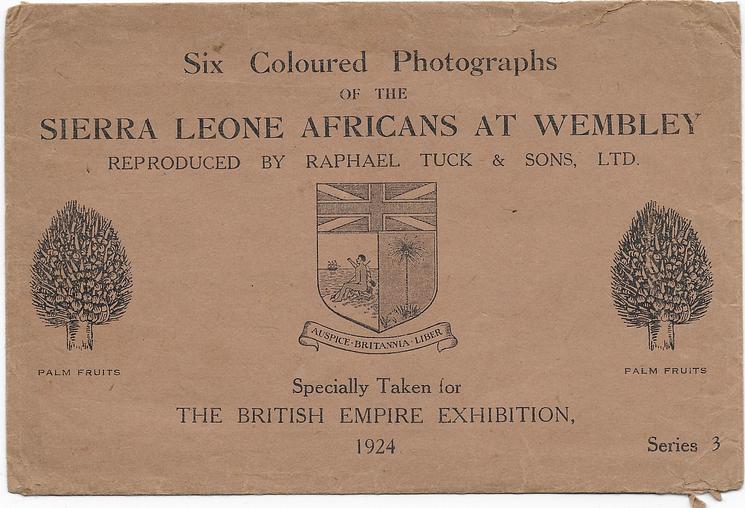 Six Coloured Photographs
OF THE
SIERRA LEONE AFRICANS AT WEMBLEY
REPRODUCED BY RAPHAEL TUCK & SONS, LTD.
AUSPICE·BRITANNIA·LIBER
PALM FRUITS
PALM FRUITS
Specially Taken for
THE BRITISH EMPIRE EXHIBITION,
1924
Series 3